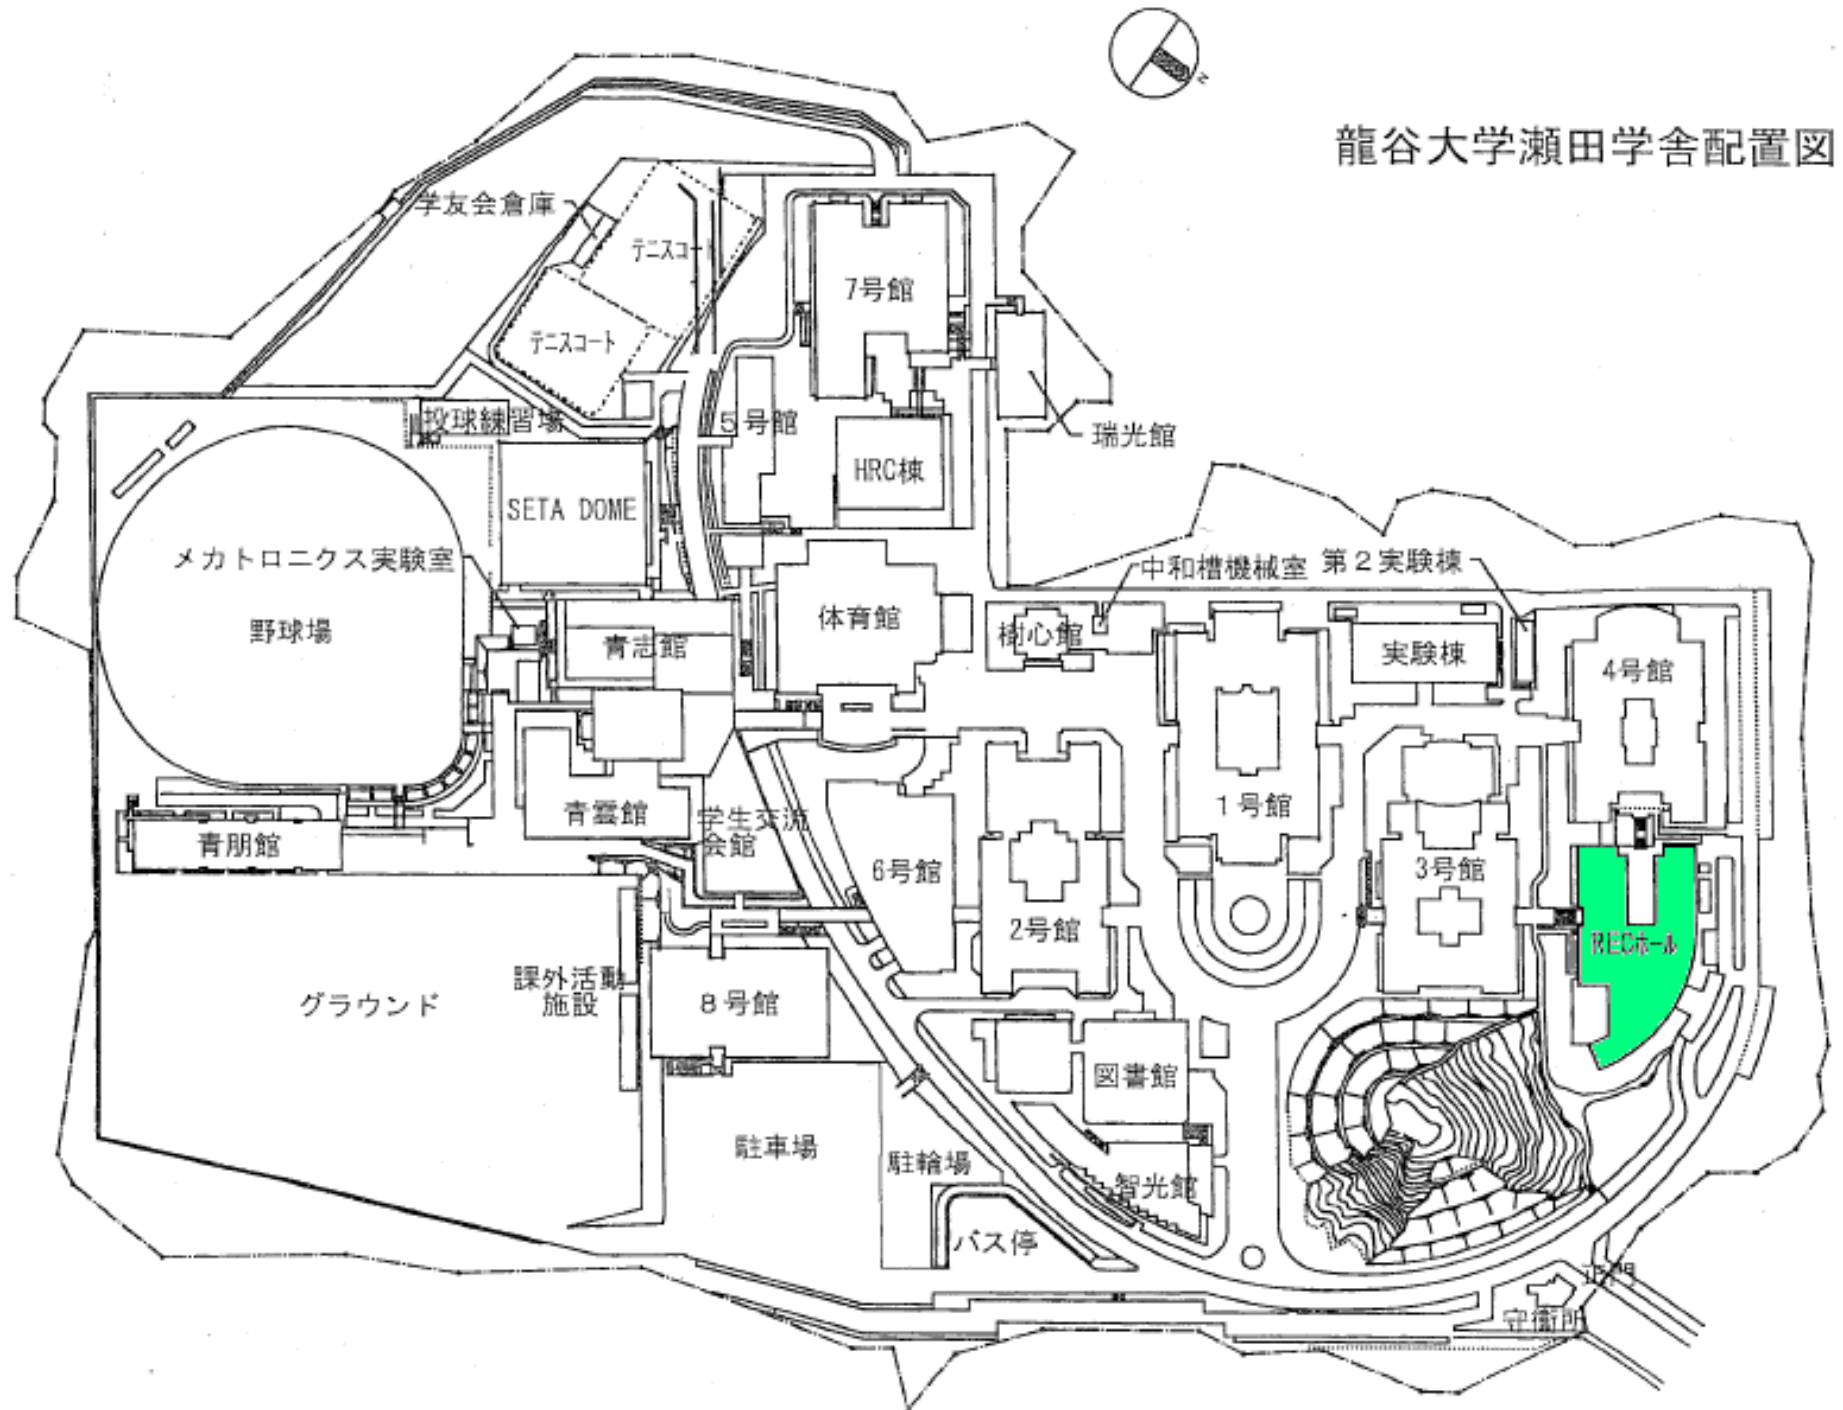 N
龍谷大学瀬田学舎配置図
学友会倉庫
テニスコート
7号館
テニスコート
投球練習場
5号館
瑞光館
HRC棟
SETA DOME
メカトロニクス実験室
中和槽機械室
第2実験棟
野球場
体育館
樹心館
青志館
実験棟
4号館
1号館
青雲館
学生交流
会館
青朋館
6号館
3号館
2号館
RECホール
課外活動
施設
グラウンド
8号館
図書館
駐車場
駐輪場
智光館
バス停
正門
守衛所